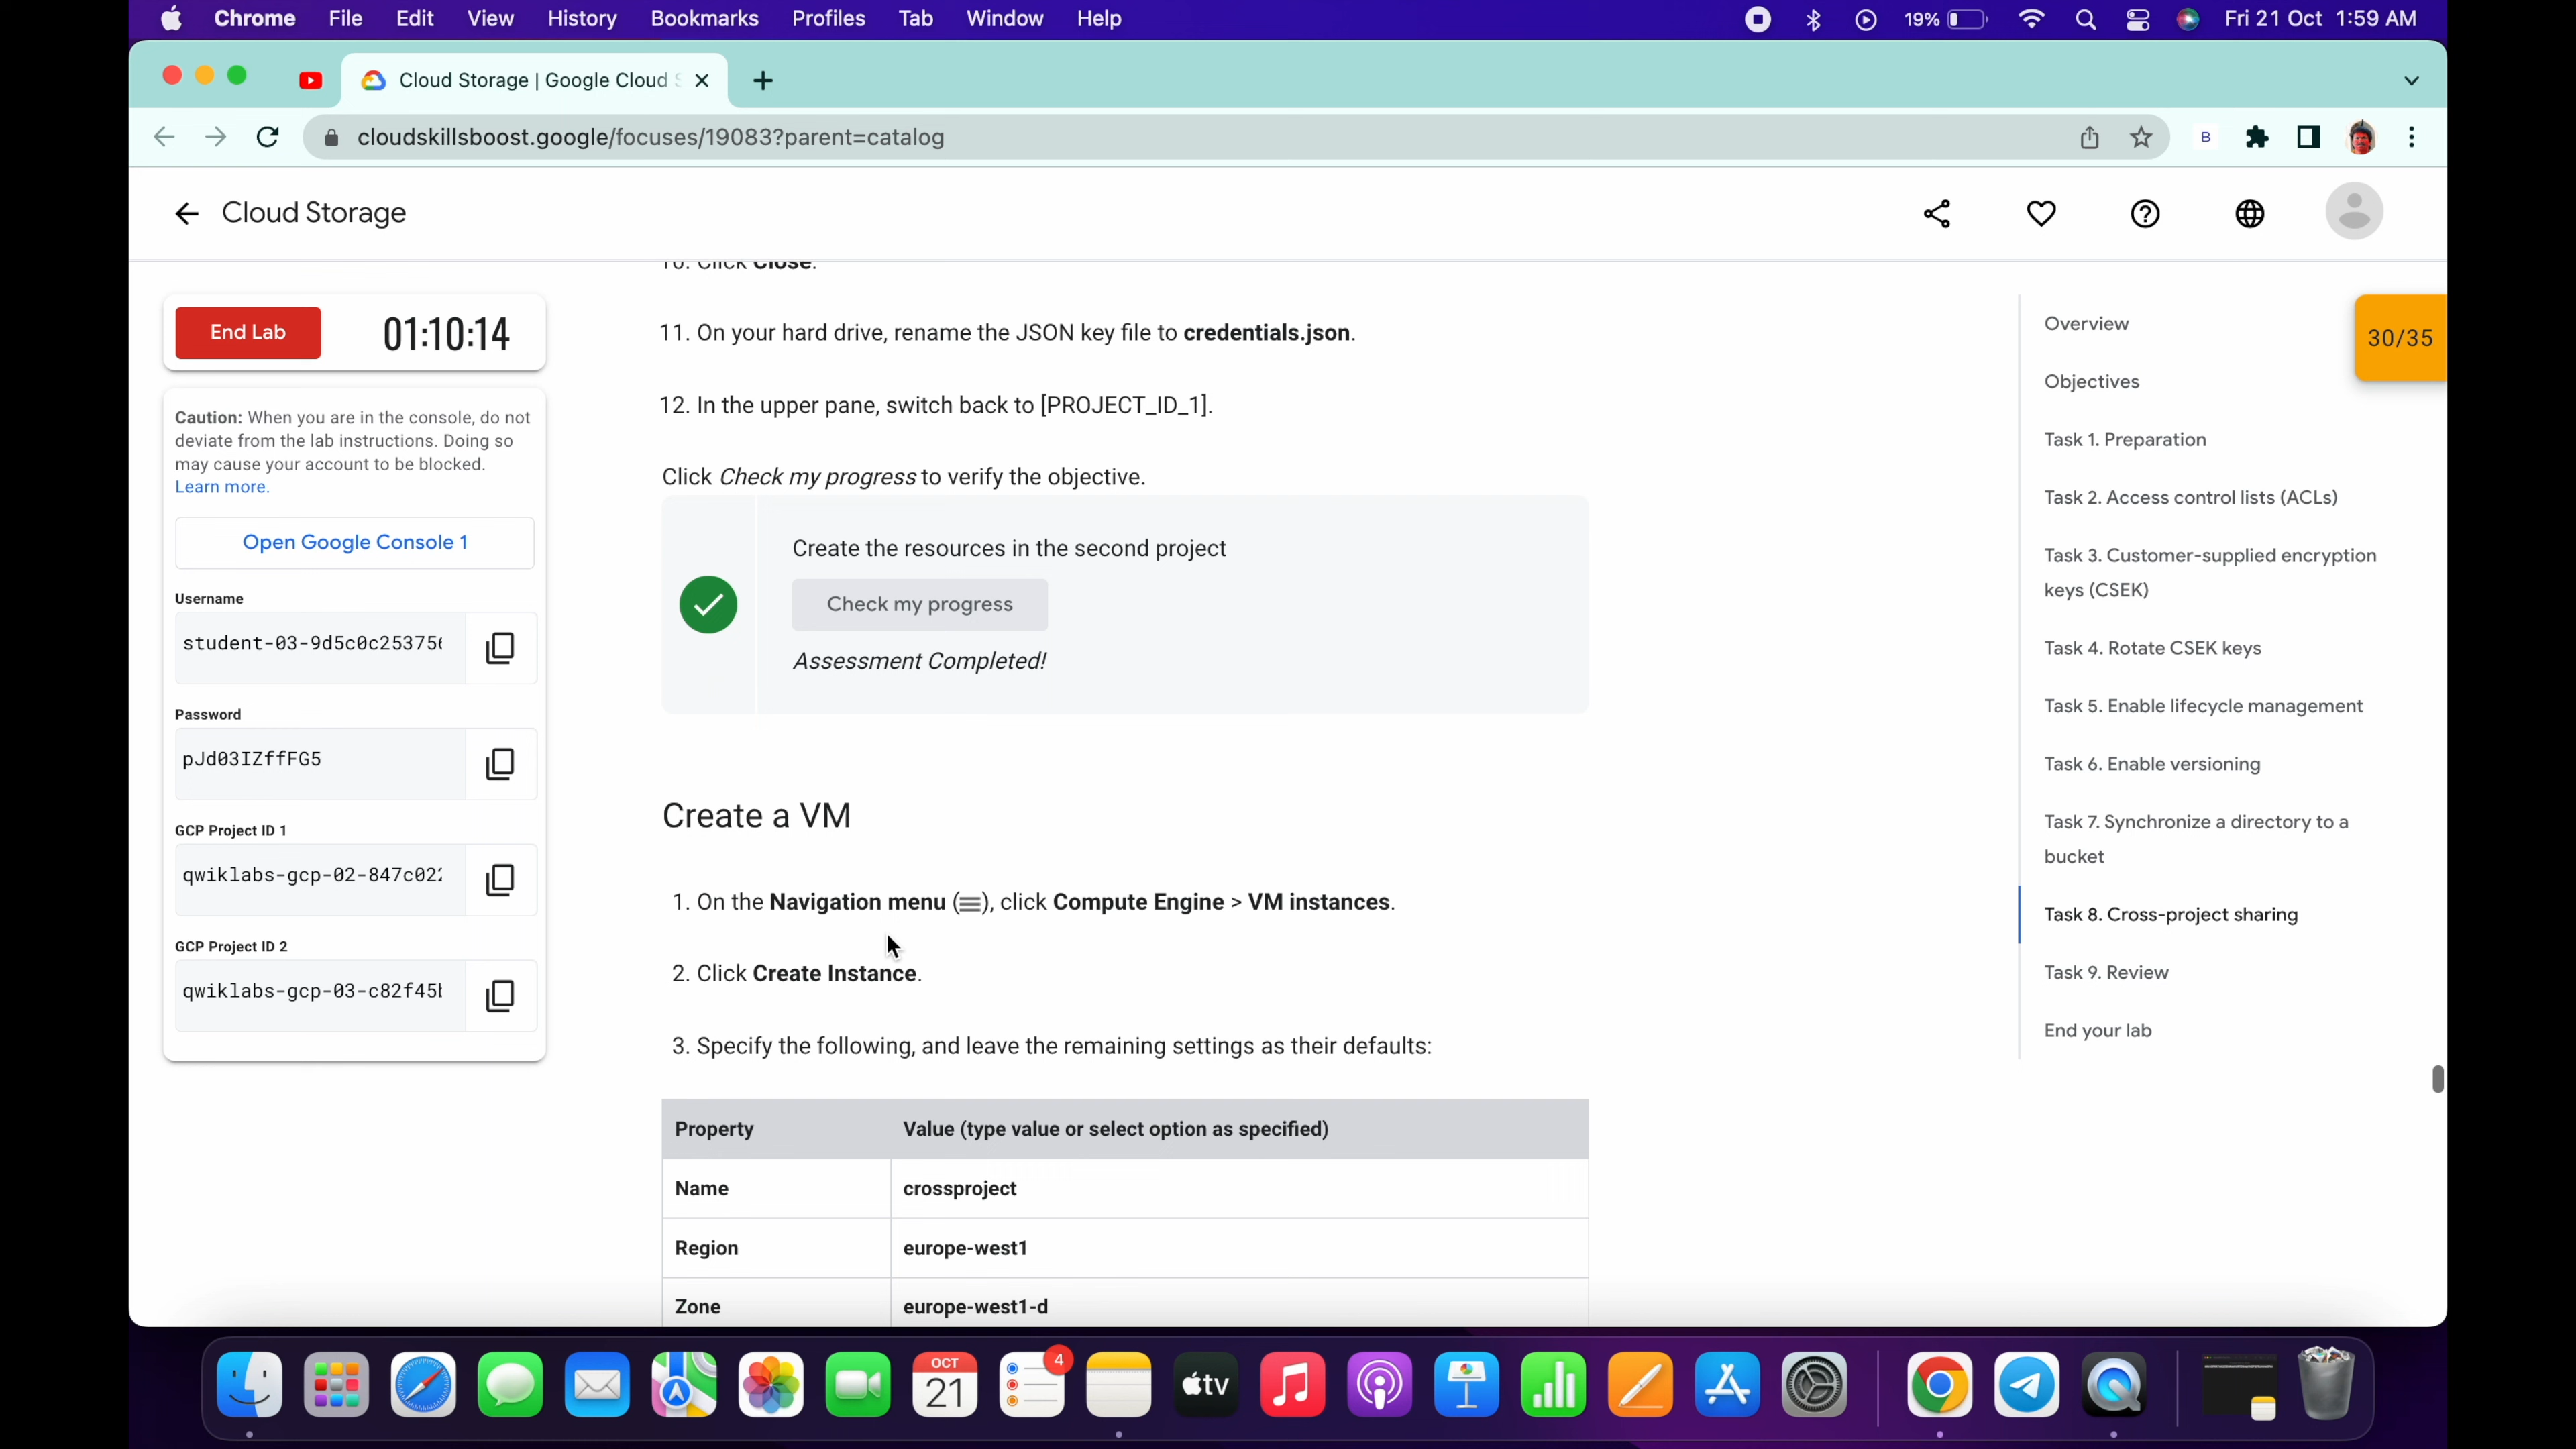 Chrome File Edit View History Bookmarks Profiles Tab Window Help 19% Fri 21 Oct 1:59 AM
Cloud Storage | Google Cloud S
cloudskillsboost.google/focuses/19083?parent=catalog
B
Cloud Storage
10. Click Close.
End Lab 01:10:14
11. On your hard drive, rename the JSON key file to credentials.json.
12. In the upper pane, switch back to [PROJECT_ID_1].
Click Check my progress to verify the objective.
Create the resources in the second project
Check my progress
Assessment Completed!
Caution: When you are in the console, do not
deviate from the lab instructions. Doing so
may cause your account to be blocked.
Learn more.
Open Google Console 1
Username
student-03-9d5c0c253756
Password
pJd03IZffFG5
GCP Project ID 1
qwiklabs-gcp-02-847c022
GCP Project ID 2
qwiklabs-gcp-03-c82f45b
Create a VM
1. On the Navigation menu (≡), click Compute Engine > VM instances.
2. Click Create Instance.
3. Specify the following, and leave the remaining settings as their defaults:
Property Value (type value or select option as specified)
Name crossproject
Region europe-west1
Zone europe-west1-d
30/35
Overview
Objectives
Task 1. Preparation
Task 2. Access control lists (ACLs)
Task 3. Customer-supplied encryption
keys (CSEK)
Task 4. Rotate CSEK keys
Task 5. Enable lifecycle management
Task 6. Enable versioning
Task 7. Synchronize a directory to a
bucket
Task 8. Cross-project sharing
Task 9. Review
End your lab
OCT
21
4
tv